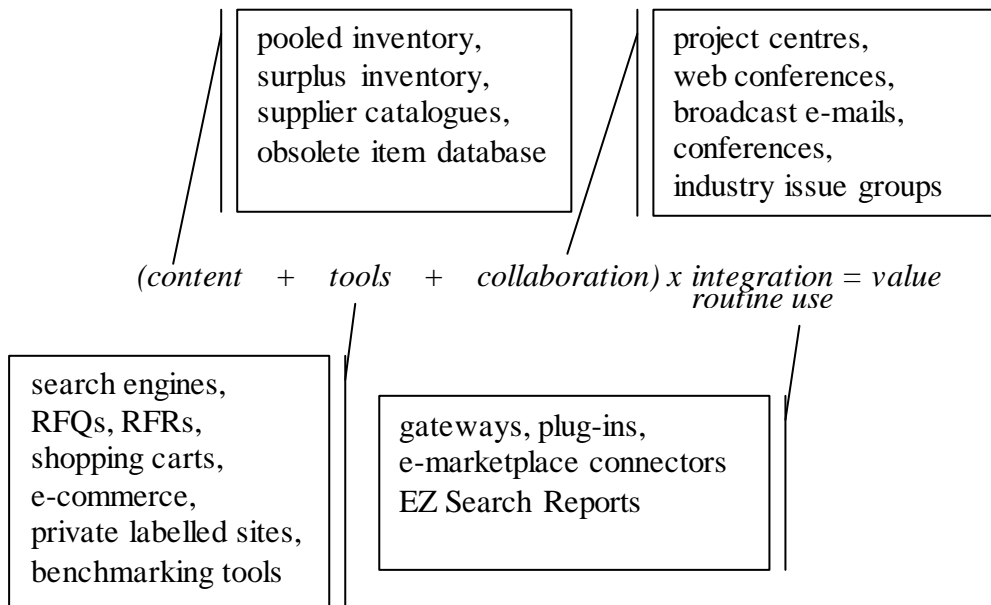 pooled inventory,
surplus inventory,
supplier catalogues,
obsolete item database
project centres,
web conferences,
broadcast e-mails,
conferences,
industry issue groups
(content + tools + collaboration) x integration = value
routine use
search engines,
RFQs, RFRs,
shopping carts,
e-commerce,
private labelled sites,
benchmarking tools
gateways, plug-ins,
e-marketplace connectors
EZ Search Reports